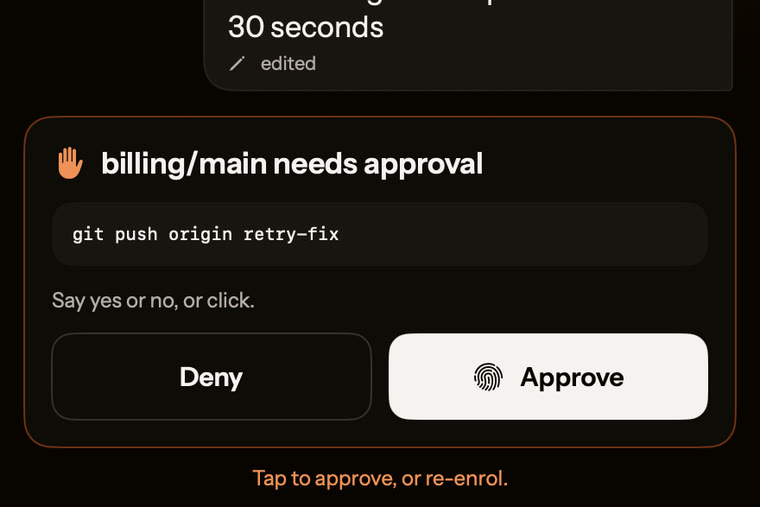 30 seconds
edited
billing/main needs approval
git push origin retry-fix
Say yes or no, or click.
Deny
Approve
Tap to approve, or re-enrol.